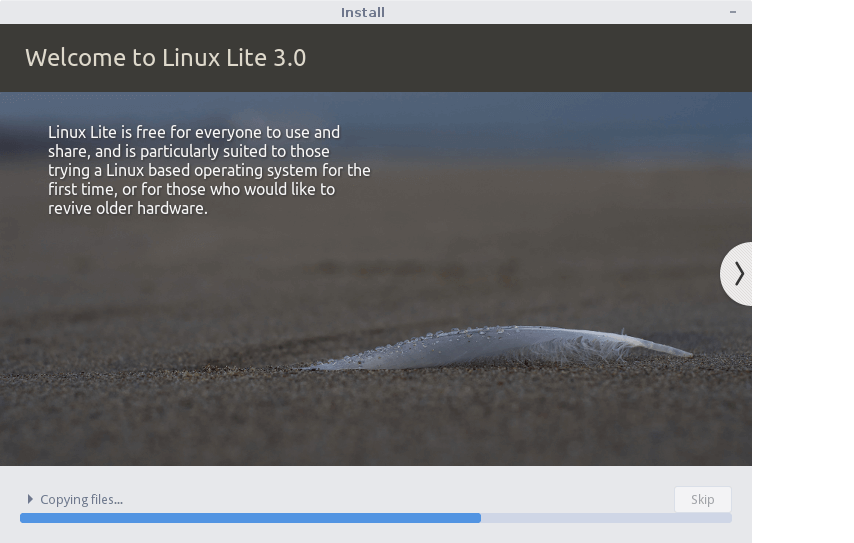 Install
Welcome to Linux Lite 3.0
Linux Lite is free for everyone to use and
share, and is particularly suited to those
trying a Linux based operating system for the
first time, or for those who would like to
revive older hardware.
Copying files...
Skip